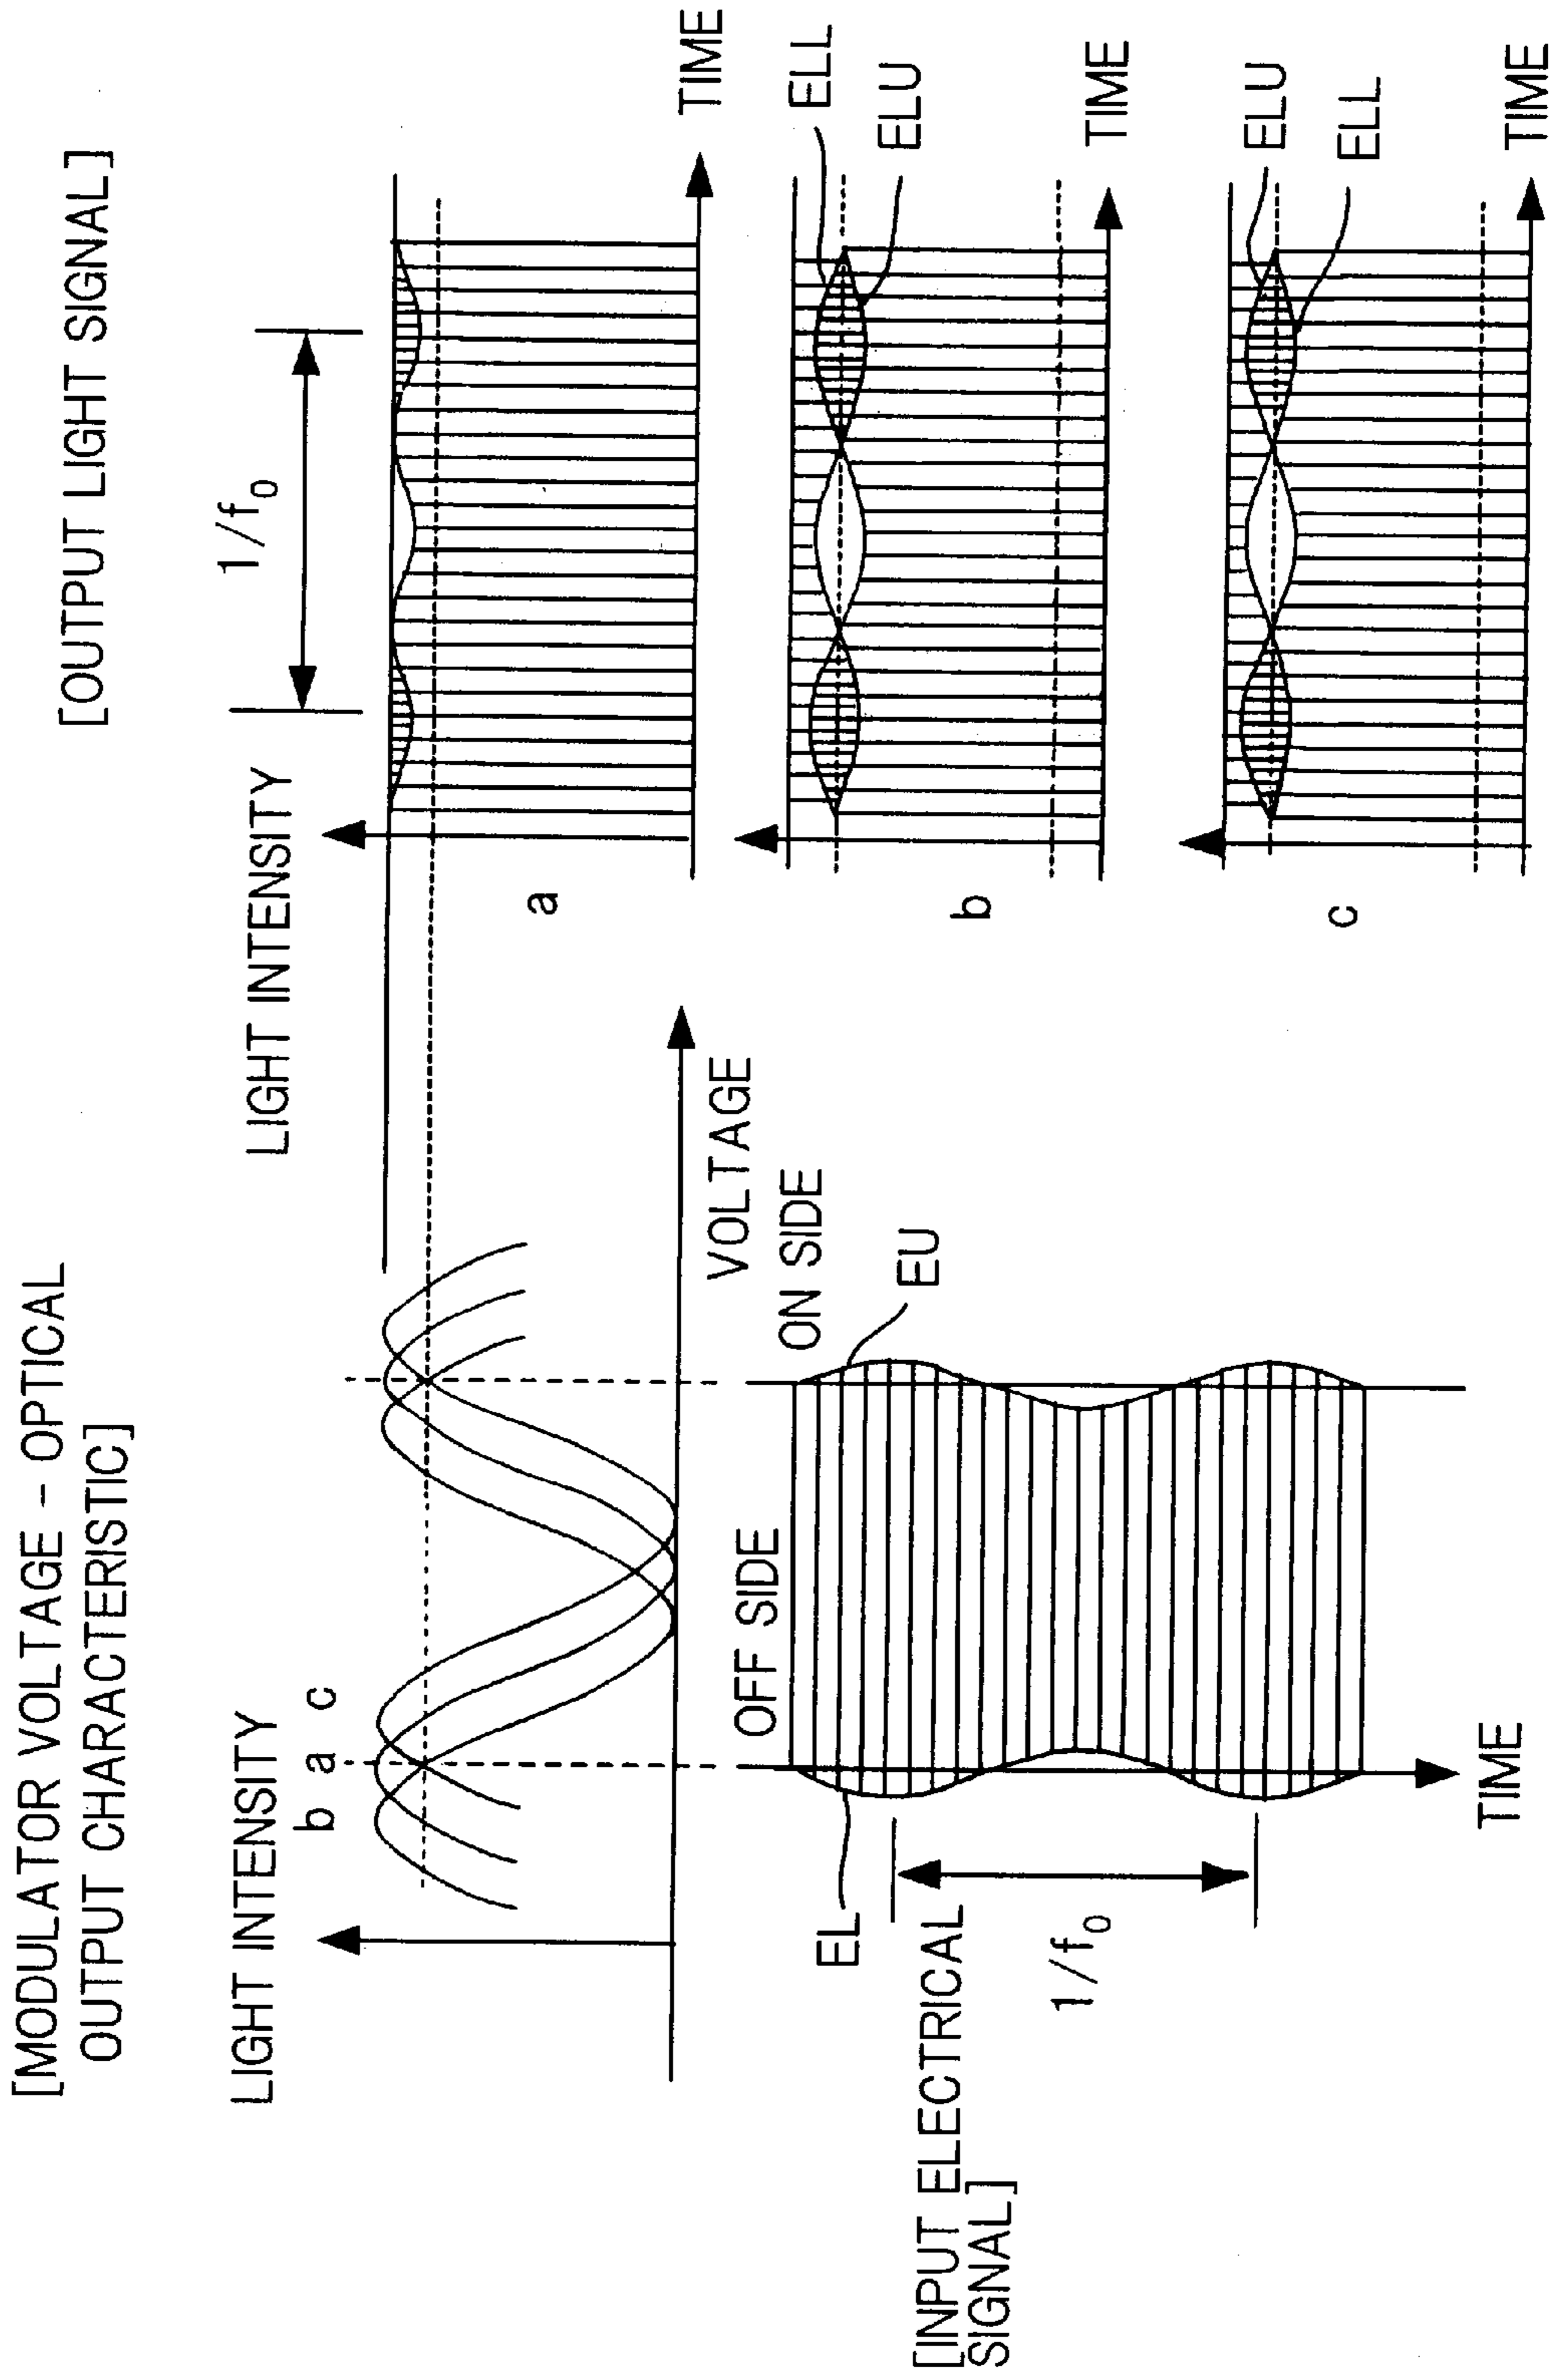 [MODULATOR VOLTAGE - OPTICAL
OUTPUT CHARACTERISTIC]
LIGHT INTENSITY
b a c
VOLTAGE
OFF SIDE
ON SIDE
EL
EU
[INPUT ELECTRICAL
SIGNAL]
1/f0
TIME
[OUTPUT LIGHT SIGNAL]
LIGHT INTENSITY
1/f0
a
TIME
b
ELL
ELU
TIME
c
ELU
ELL
TIME